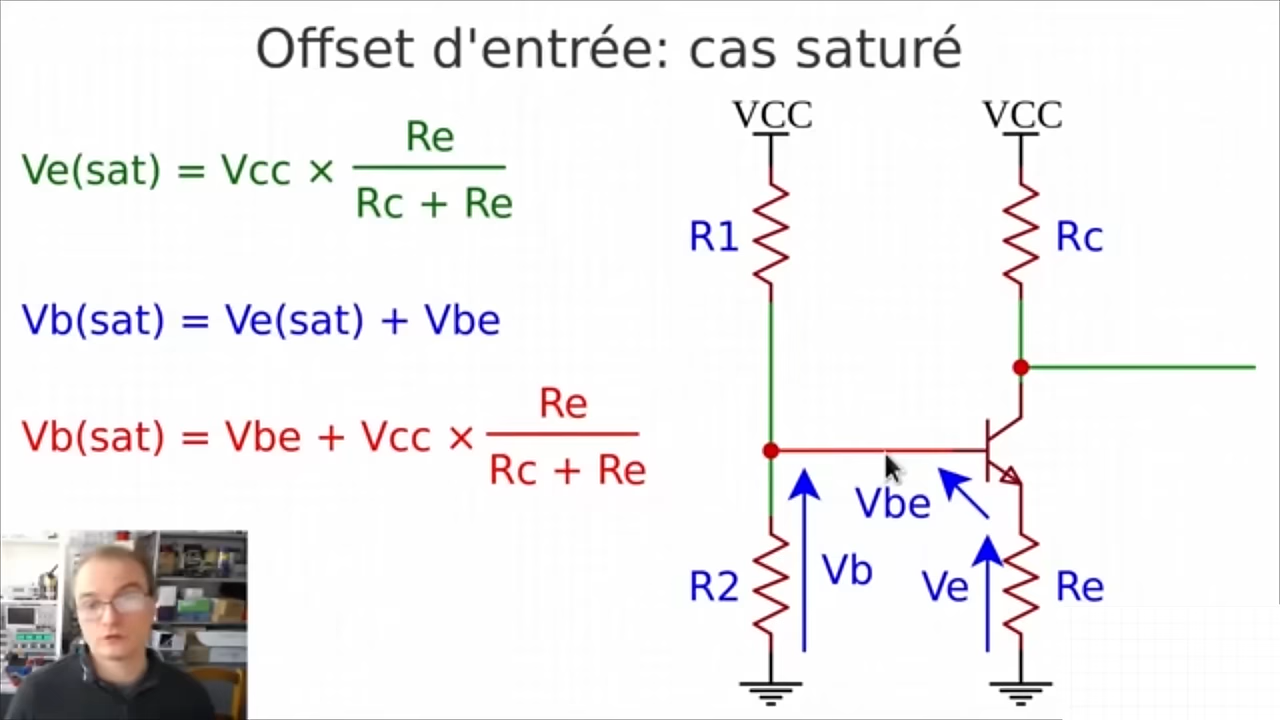 Offset d'entrée: cas saturé
Ve(sat) = Vcc × Re
Rc + Re
Vb(sat) = Ve(sat) + Vbe
Vb(sat) = Vbe + Vcc × Re
Rc + Re
VCC
VCC
R1
Rc
Vbe
Vb
Ve
R2
Re